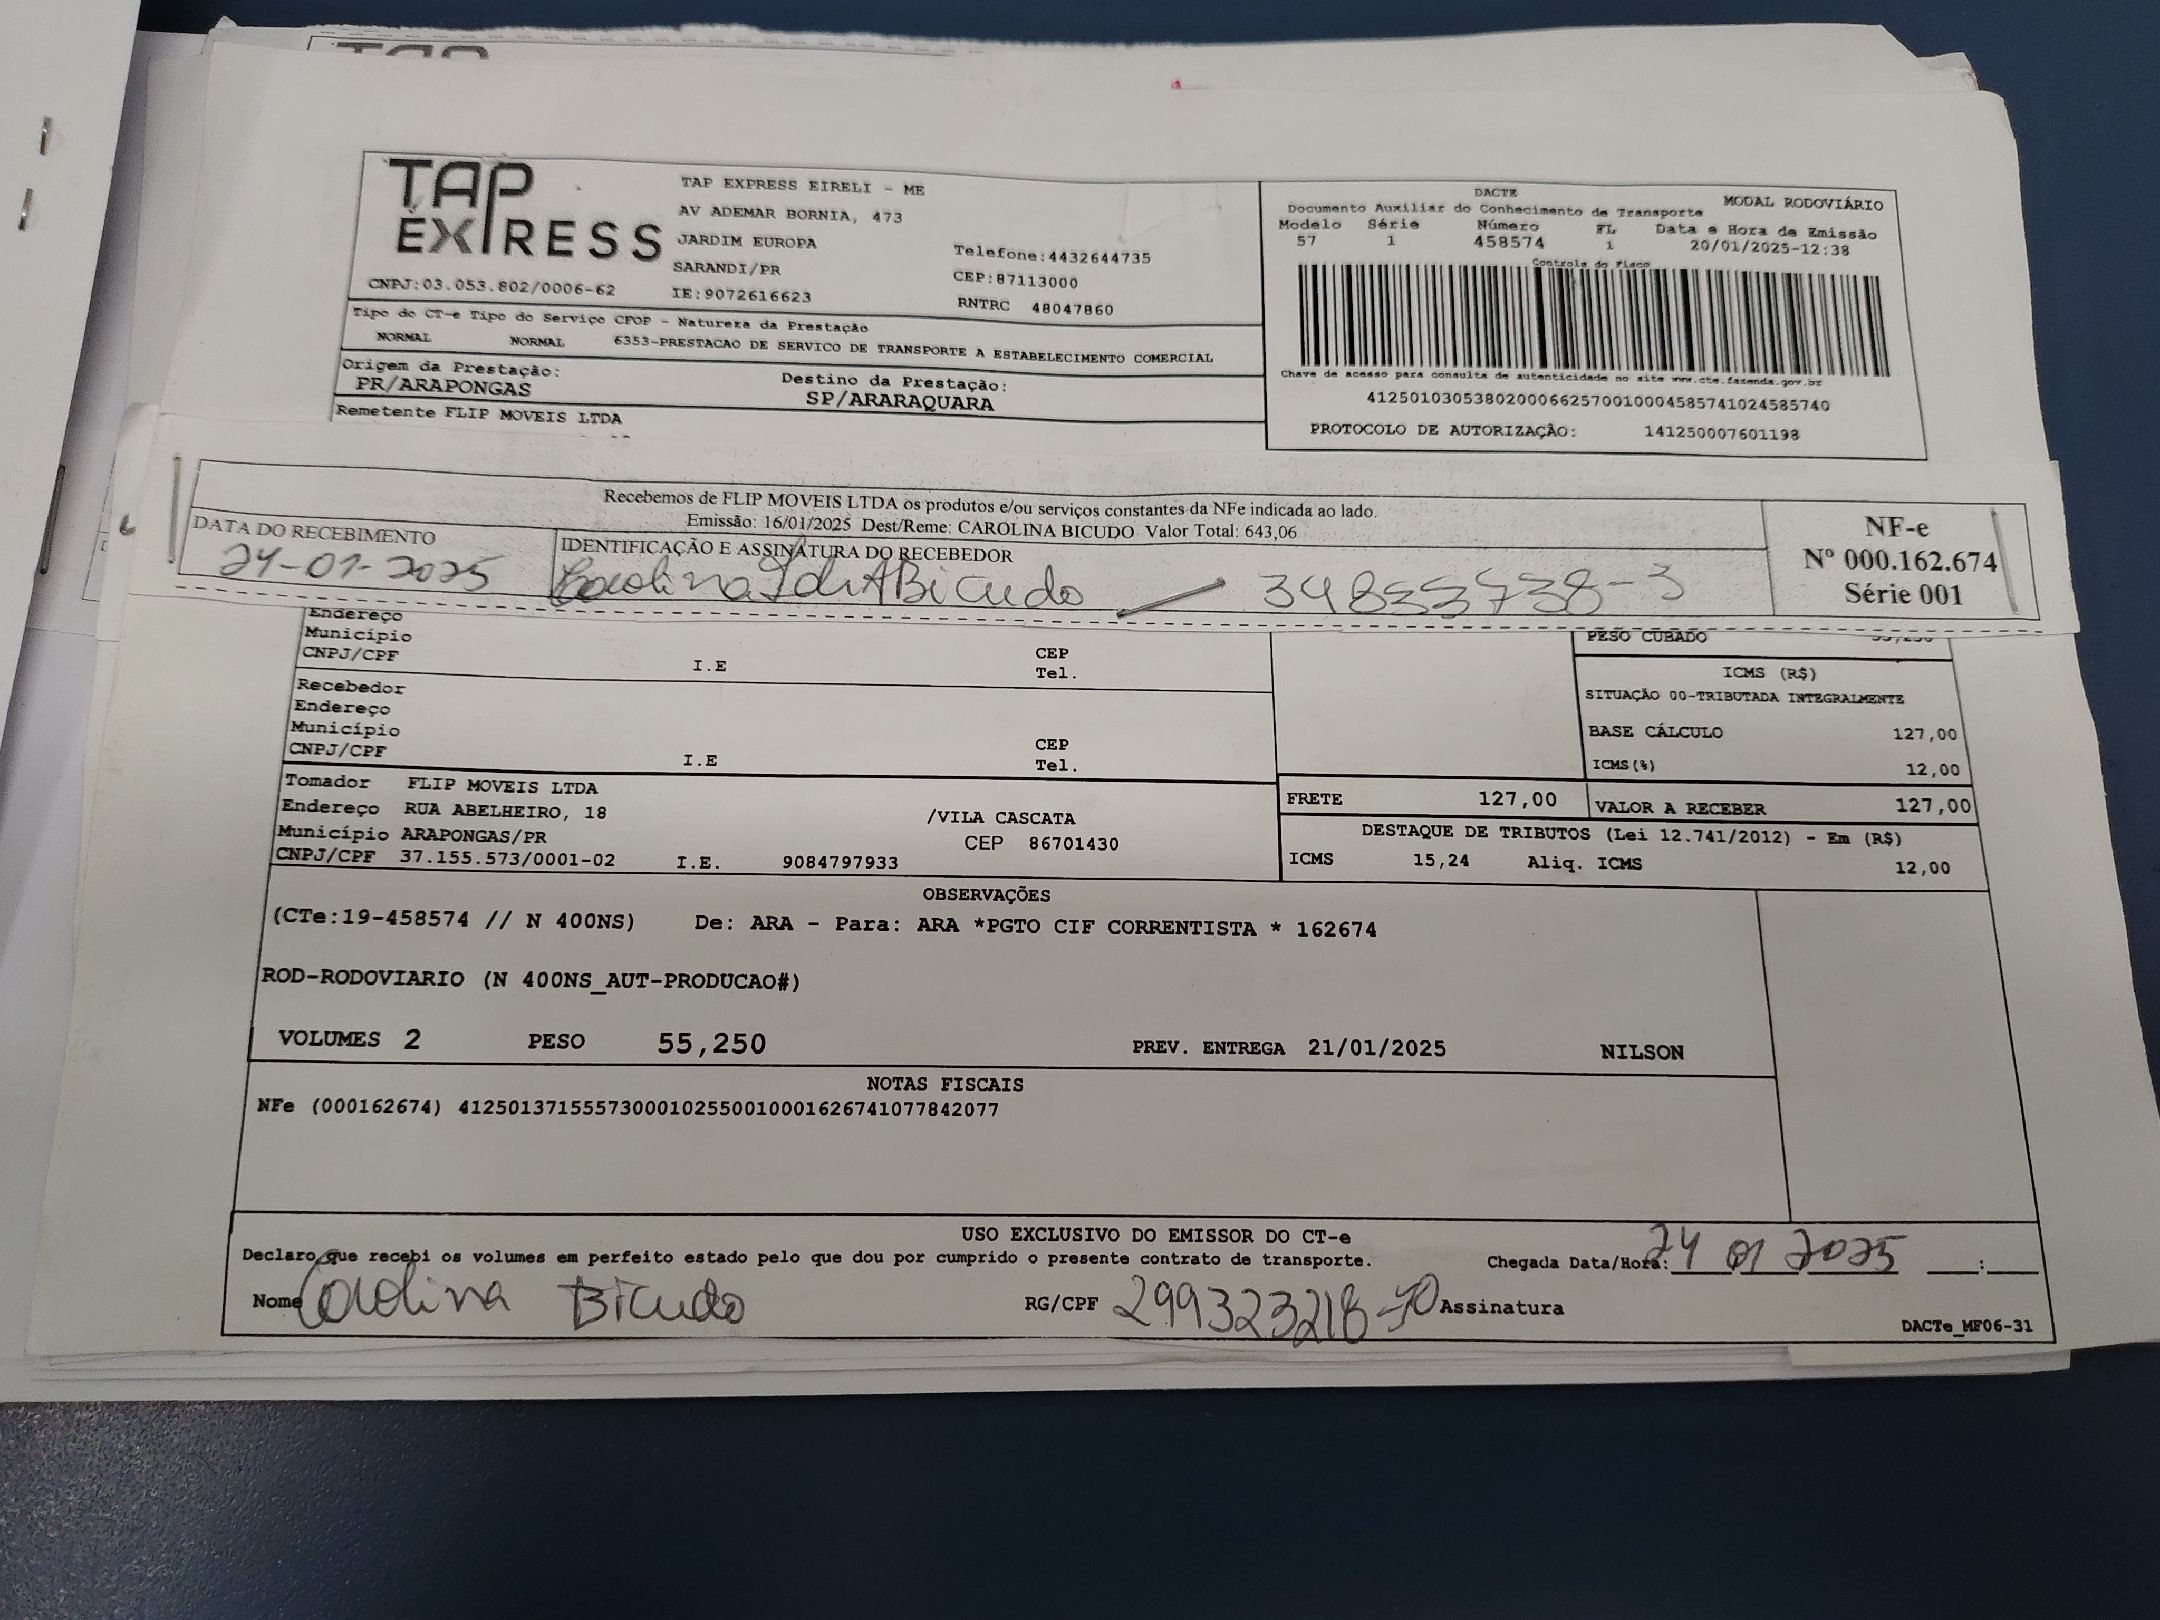 TAP EXPRESS
TAP EXPRESS EIRELI - ME
AV ADEMAR BORNIA, 473
JARDIM EUROPA
SARANDI/PR
CNPJ:03.053.802/0006-62 IE:9072616623
Telefone:4432644735
CEP:87113000
RNTRC 48047860
DACTE
MODAL RODOVIÁRIO
Documento Auxiliar do Conhecimento de Transporte
Modelo Série Número FL Data e Hora de Emissão
57 1 458574 1 20/01/2025-12:38
Controle do Fisco
Chave de acesso para consulta de autenticidade no site www.cte.fazenda.gov.br
41250103053802000662570010004585741024585740
PROTOCOLO DE AUTORIZAÇÃO: 141250007601198
Tipo do CT-e Tipo do Serviço CFOP - Natureza da Prestação
NORMAL NORMAL 6353-PRESTACAO DE SERVICO DE TRANSPORTE A ESTABELECIMENTO COMERCIAL
Origem da Prestação: Destino da Prestação:
PR/ARAPONGAS SP/ARARAQUARA
Remetente FLIP MOVEIS LTDA
Recebemos de FLIP MOVEIS LTDA os produtos e/ou serviços constantes da NFe indicada ao lado.
Emissão: 16/01/2025 Dest/Reme: CAROLINA BICUDO Valor Total: 643,06
DATA DO RECEBIMENTO IDENTIFICAÇÃO E ASSINATURA DO RECEBEDOR
24-01-2025 Carolina Bicudo
NF-e
Nº 000.162.674
Série 001
Endereço
Município CEP
CNPJ/CPF I.E Tel.
Recebedor
Endereço
Município CEP
CNPJ/CPF I.E Tel.
PESO CUBADO
ICMS (R$)
SITUAÇÃO 00-TRIBUTADA INTEGRALMENTE
BASE CÁLCULO 127,00
ICMS(%) 12,00
Tomador FLIP MOVEIS LTDA
Endereço RUA ABELHEIRO, 18 /VILA CASCATA
Município ARAPONGAS/PR CEP 86701430
CNPJ/CPF 37.155.573/0001-02 I.E. 9084797933
FRETE 127,00 VALOR A RECEBER 127,00
DESTAQUE DE TRIBUTOS (Lei 12.741/2012) - Em (R$)
ICMS 15,24 Aliq. ICMS 12,00
OBSERVAÇÕES
(CTe:19-458574 // N 400NS) De: ARA - Para: ARA *PGTO CIF CORRENTISTA * 162674
ROD-RODOVIARIO (N 400NS_AUT-PRODUCAO#)
VOLUMES 2 PESO 55,250 PREV. ENTREGA 21/01/2025 NILSON
NOTAS FISCAIS
NFe (000162674) 41250137155573000102550010001626741077842077
USO EXCLUSIVO DO EMISSOR DO CT-e
Declaro que recebi os volumes em perfeito estado pelo que dou por cumprido o presente contrato de transporte. Chegada Data/Hora: 24 01 2025 :
Nome Carolina Bicudo RG/CPF Assinatura
DACTe_MF06-31